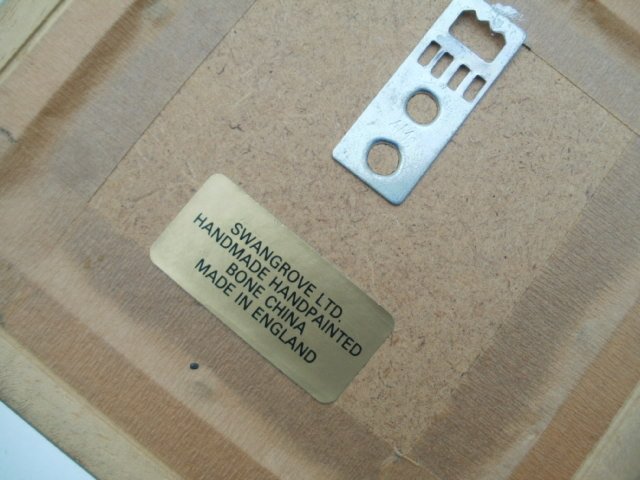 SWANGROVE LTD.
HANDMADE HANDPAINTED
BONE CHINA
MADE IN ENGLAND